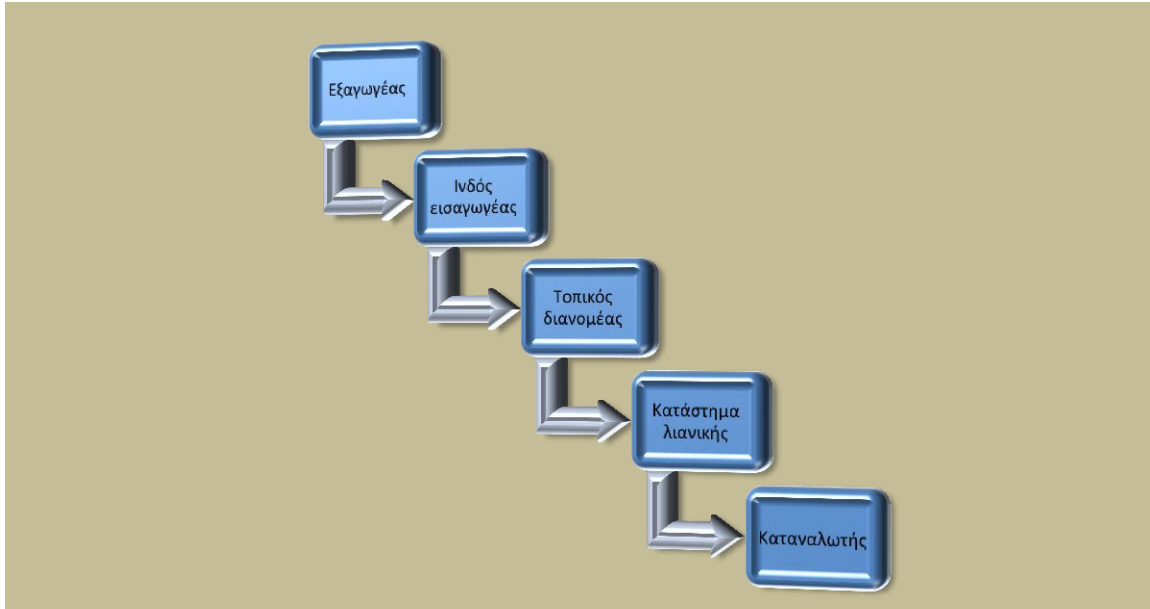 Εξαγωγέας
Ινδός
εισαγωγέας
Τοπικός
διανομέας
Κατάστημα
λιανικής
Καταναλωτής